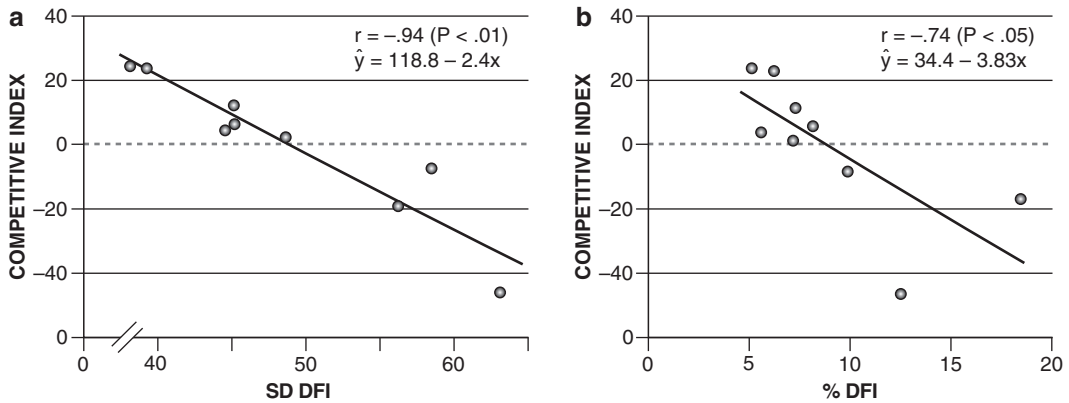 a
r = –.94 (P < .01)
ŷ = 118.8 – 2.4x
COMPETITIVE INDEX
40
20
0
–20
–40
0
0
40
50
60
SD DFI
b
r = –.74 (P < .05)
ŷ = 34.4 – 3.83x
COMPETITIVE INDEX
40
20
0
–20
–40
0
0
5
10
15
20
% DFI